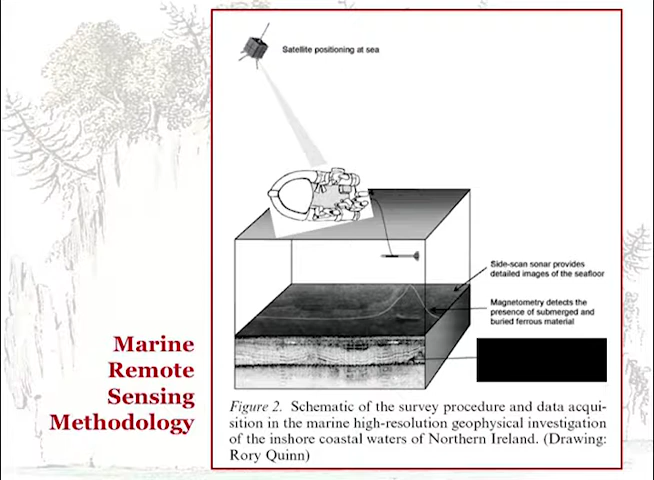 Satellite positioning at sea
Side-scan sonar provides
detailed images of the seafloor
Magnetometry detects the
presence of submerged and
buried ferrous material
Marine
Remote
Sensing
Methodology
Figure 2. Schematic of the survey procedure and data acqui-
sition in the marine high-resolution geophysical investigation
of the inshore coastal waters of Northern Ireland. (Drawing:
Rory Quinn)